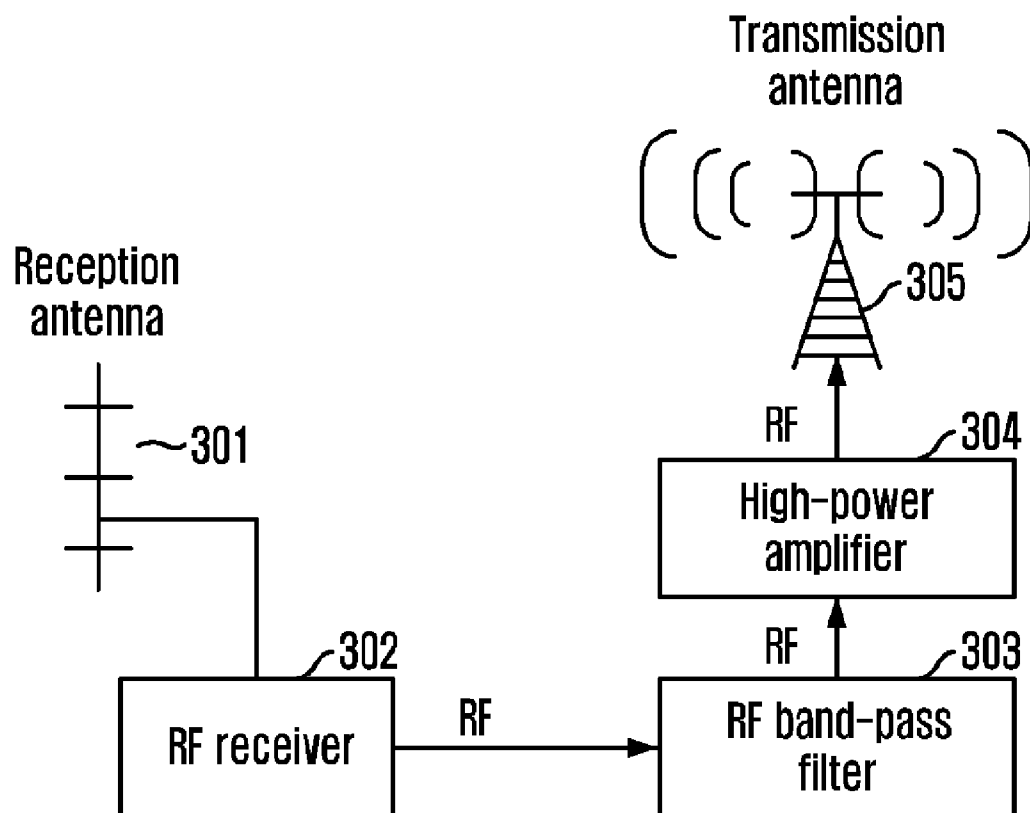 Transmission
antenna
Reception
antenna
305
301
RF
304
High-power
amplifier
RF
302
303
RF receiver
RF
RF band-pass
filter